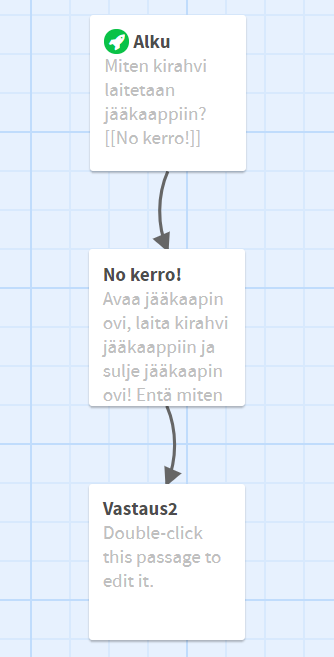 Alku
Miten kirahvi
laitetaan
jääkaappiin?
[[No kerro!]]
No kerro!
Avaa jääkaapin
ovi, laita kirahvi
jääkaappiin ja
sulje jääkaapin
ovi! Entä miten
Vastaus2
Double-click
this passage to
edit it.